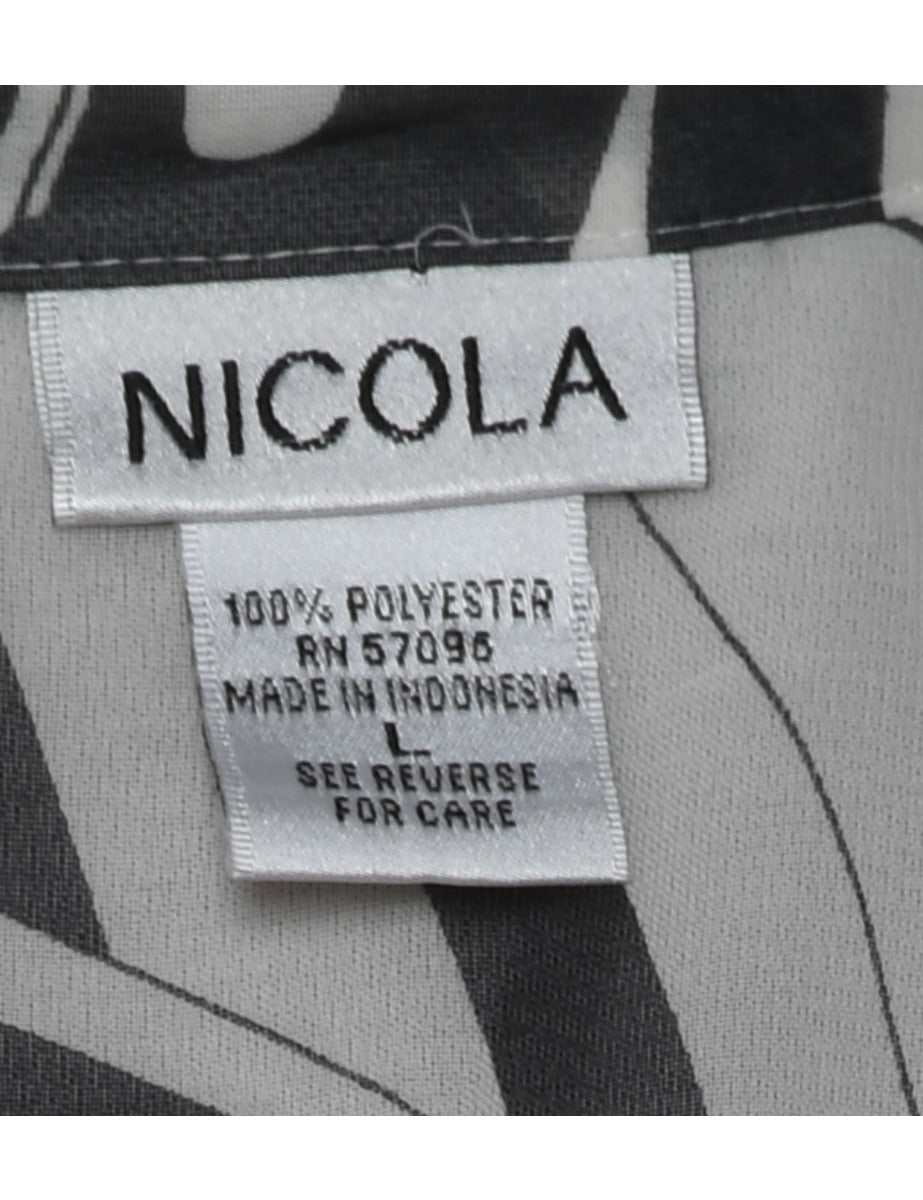 NICOLA
100% POLYESTER
RN 57096
MADE IN INDONESIA
L
SEE REVERSE
FOR CARE